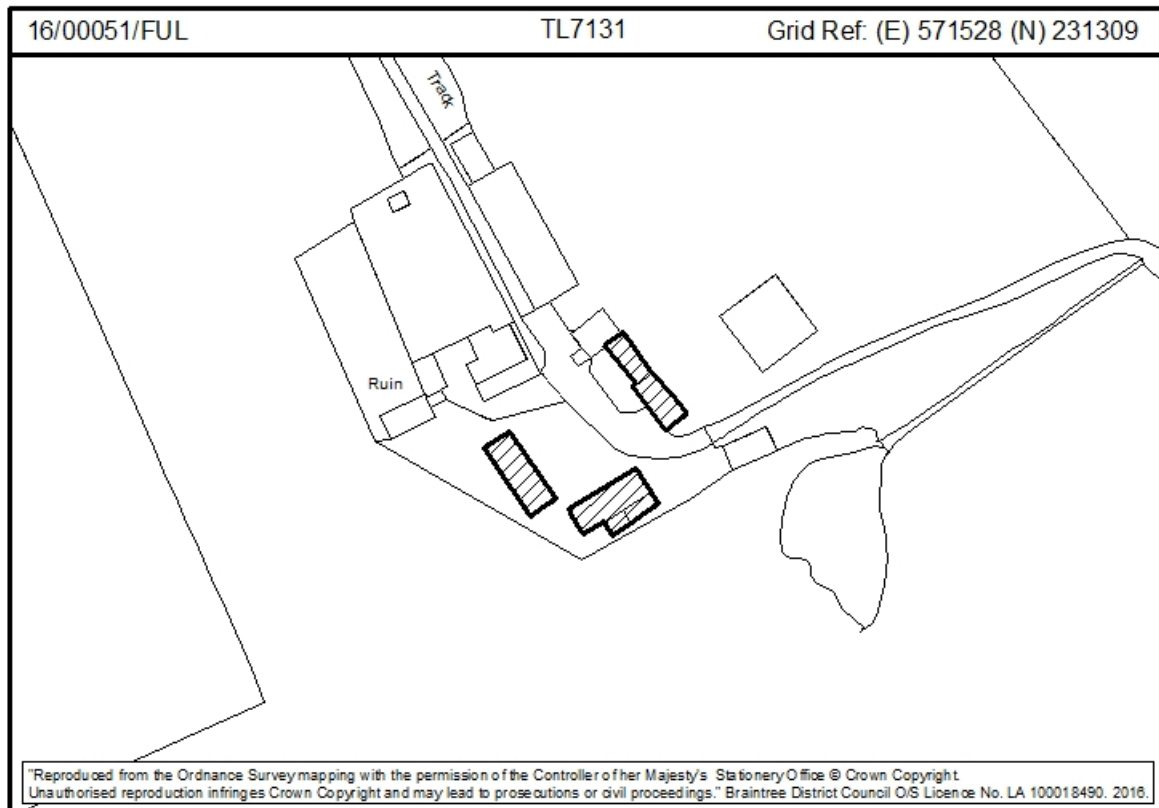 16/00051/FUL TL7131 Grid Ref: (E) 571528 (N) 231309
Track
Ruin
"Reproduced from the Ordnance Survey mapping with the permission of the Controller of her Majesty's Stationery Office © Crown Copyright.
Unauthorised reproduction infringes Crown Copyright and may lead to prosecutions or civil proceedings." Braintree District Council O/S Licence No. LA 100018490. 2016.